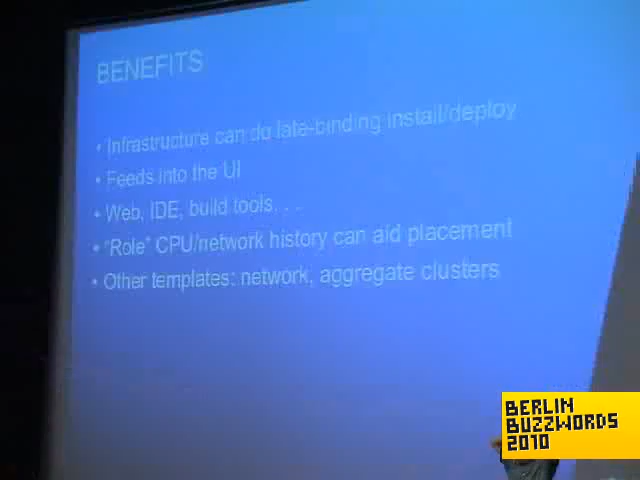 BENEFITS
• Infrastructure can do late-binding install/deploy
• Feeds into the UI
• Web, IDE, build tools. . .
• "Role" CPU/network history can aid placement
• Other templates: network, aggregate clusters
BERLIN
BUZZWORDS
2010